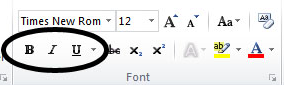 Times New Rom 12 A A Aa
B I U abc x₂ x² A ab A
Font